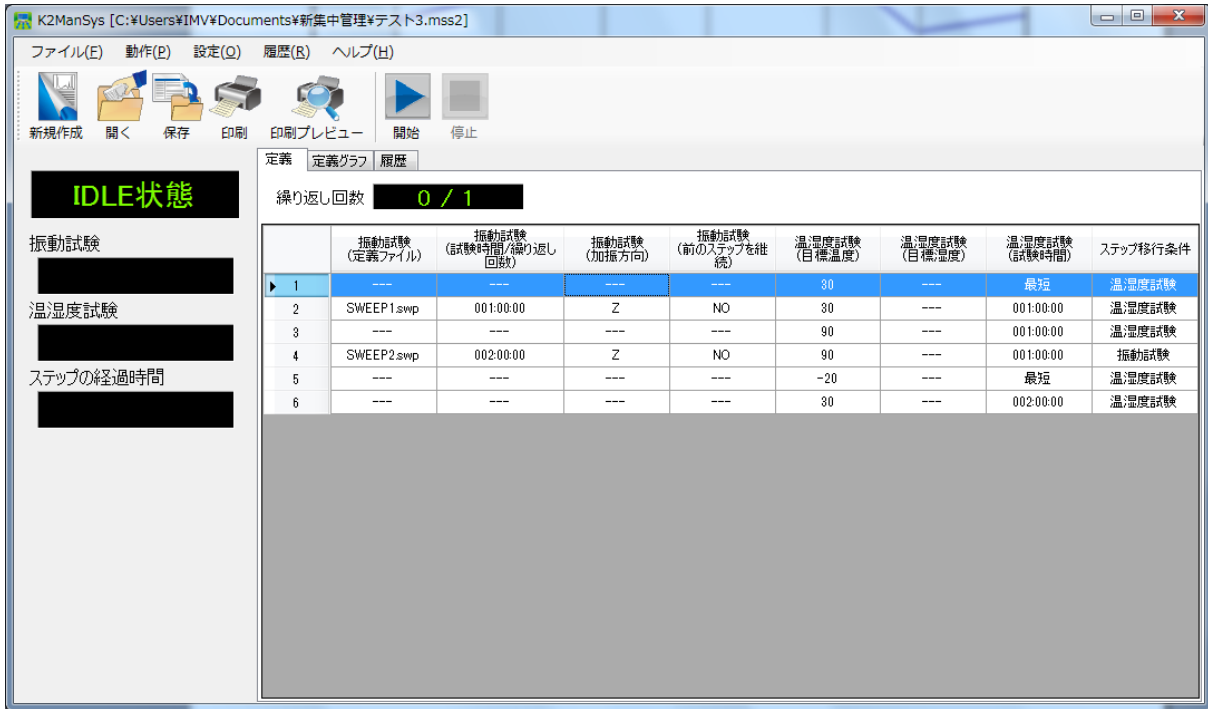 K2ManSys [C:¥Users¥IMV¥Documents¥新集中管理¥テスト3.mss2]
ファイル(F) 動作(P) 設定(O) 履歴(R) ヘルプ(H)
新規作成 開く 保存 印刷 印刷プレビュー 開始 停止
定義 定義グラフ 履歴
IDLE状態
繰り返し回数 0 / 1
振動試験
温湿度試験
ステップの経過時間
振動試験
(定義ファイル)
振動試験
(試験時間/繰り返し
回数)
振動試験
(加振方向)
振動試験
(前のステップを継
続)
温湿度試験
(目標温度)
温湿度試験
(目標湿度)
温湿度試験
(試験時間)
ステップ移行条件
1 --- --- --- --- 30 --- 最短 温湿度試験
2 SWEEP1.swp 001:00:00 Z NO 30 --- 001:00:00 温湿度試験
3 --- --- --- --- 90 --- 001:00:00 温湿度試験
4 SWEEP2.swp 002:00:00 Z NO 90 --- 001:00:00 振動試験
5 --- --- --- --- -20 --- 最短 温湿度試験
6 --- --- --- --- 30 --- 002:00:00 温湿度試験